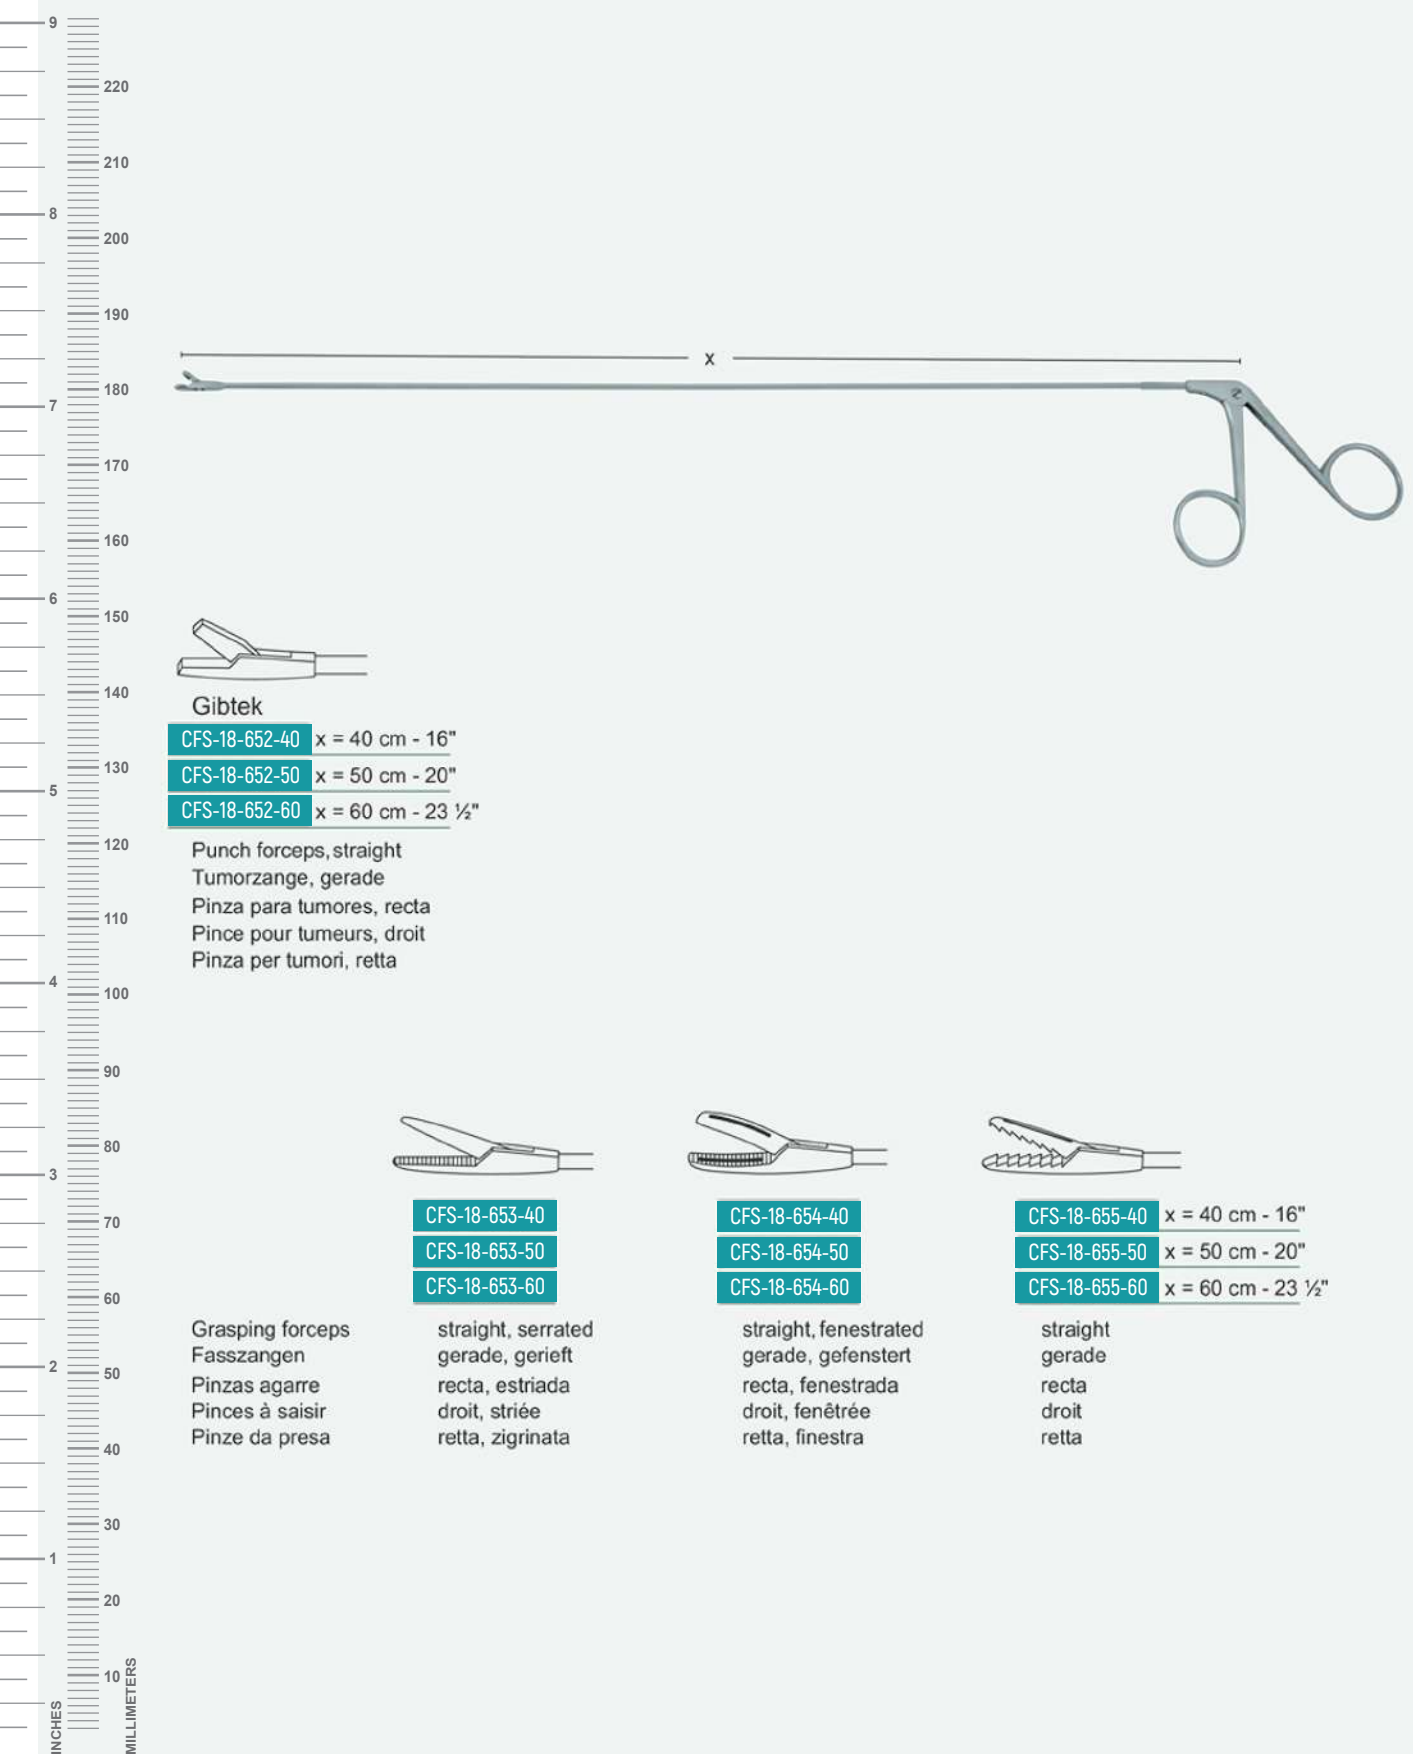 9
220
210
8
200
190
x
180
7
170
160
6
150
140
Gibtek
CFS-18-652-40 x = 40 cm - 16"
130
CFS-18-652-50 x = 50 cm - 20"
5
CFS-18-652-60 x = 60 cm - 23 ½"
120
Punch forceps, straight
Tumorzange, gerade
Pinza para tumores, recta
110
Pince pour tumeurs, droit
Pinza per tumori, retta
4
100
90
80
3
CFS-18-653-40 CFS-18-654-40 CFS-18-655-40 x = 40 cm - 16"
70
CFS-18-653-50 CFS-18-654-50 CFS-18-655-50 x = 50 cm - 20"
CFS-18-653-60 CFS-18-654-60 CFS-18-655-60 x = 60 cm - 23 ½"
60
Grasping forceps straight, serrated straight, fenestrated straight
Fasszangen gerade, gerieft gerade, gefenstert gerade
2
50
Pinzas agarre recta, estriada recta, fenestrada recta
Pinces à saisir droit, striée droit, fenêtrée droit
Pinze da presa retta, zigrinata retta, finestra retta
40
30
1
20
10
INCHES
MILLIMETERS